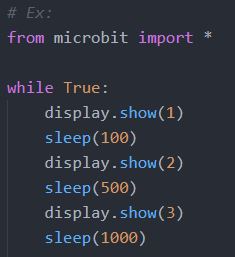 # Ex:
from microbit import *
while True:
    display.show(1)
    sleep(100)
    display.show(2)
    sleep(500)
    display.show(3)
    sleep(1000)